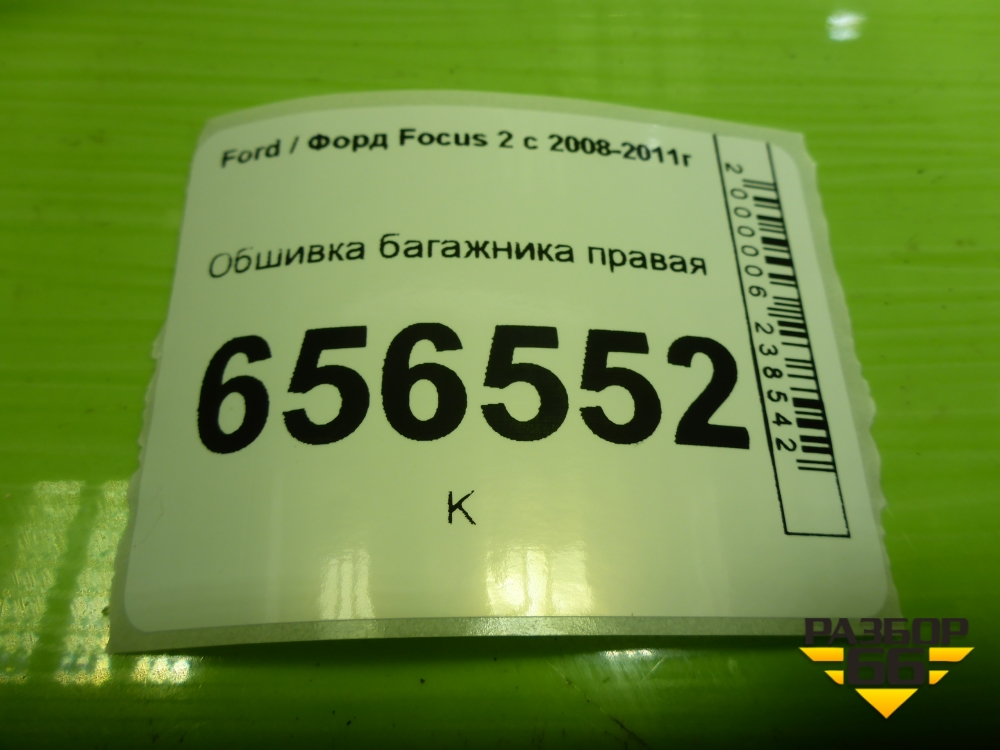 Ford / Форд Focus 2 с 2008-2011г
Обшивка багажника правая
656552
К
2000006238542
РАЗБОР
66